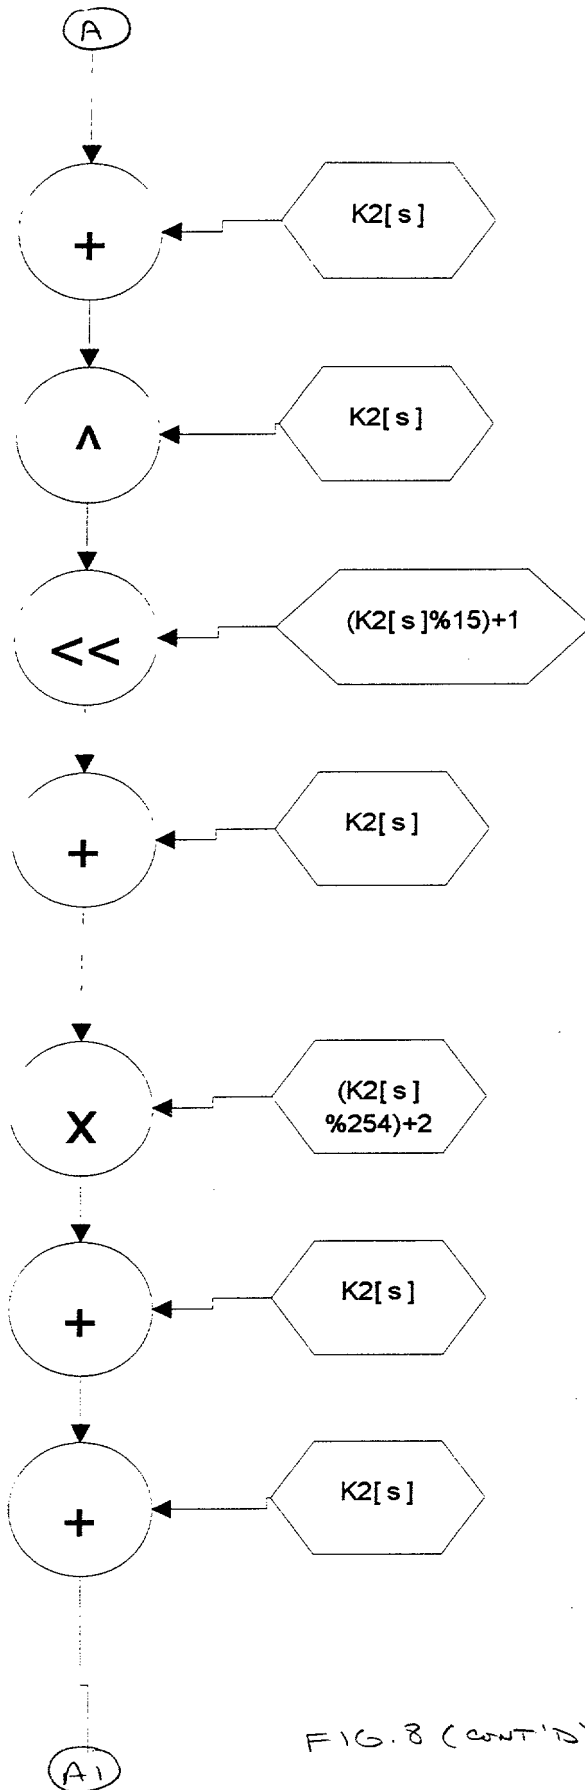 A
+
K2[s]
^
K2[s]
<<
(K2[s]%15)+1
+
K2[s]
X
(K2[s]
%254)+2
+
K2[s]
+
K2[s]
A1
FIG. 8 (CONT'D)